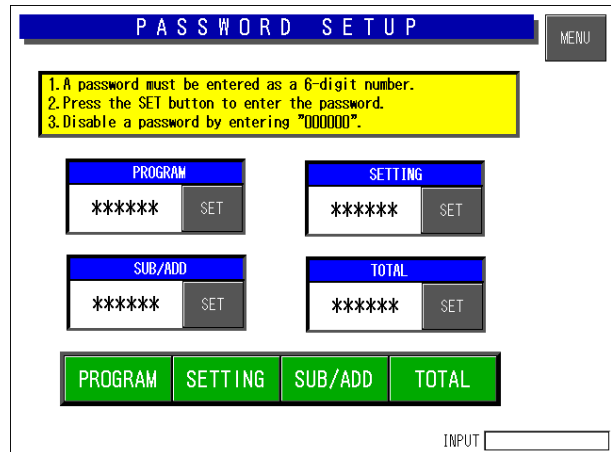 PASSWORD SETUP
MENU
1.A password must be entered as a 6-digit number.
2.Press the SET button to enter the password.
3.Disable a password by entering "000000".
PROGRAM
****** SET
SETTING
****** SET
SUB/ADD
****** SET
TOTAL
****** SET
PROGRAM SETTING SUB/ADD TOTAL
INPUT